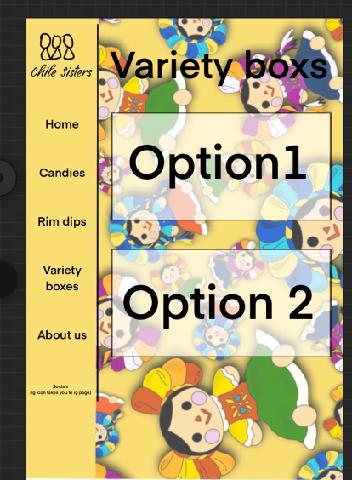 chile sisters
Home
Candies
Rim dips
Variety
boxes
About us
Variety boxs
Option1
Option 2